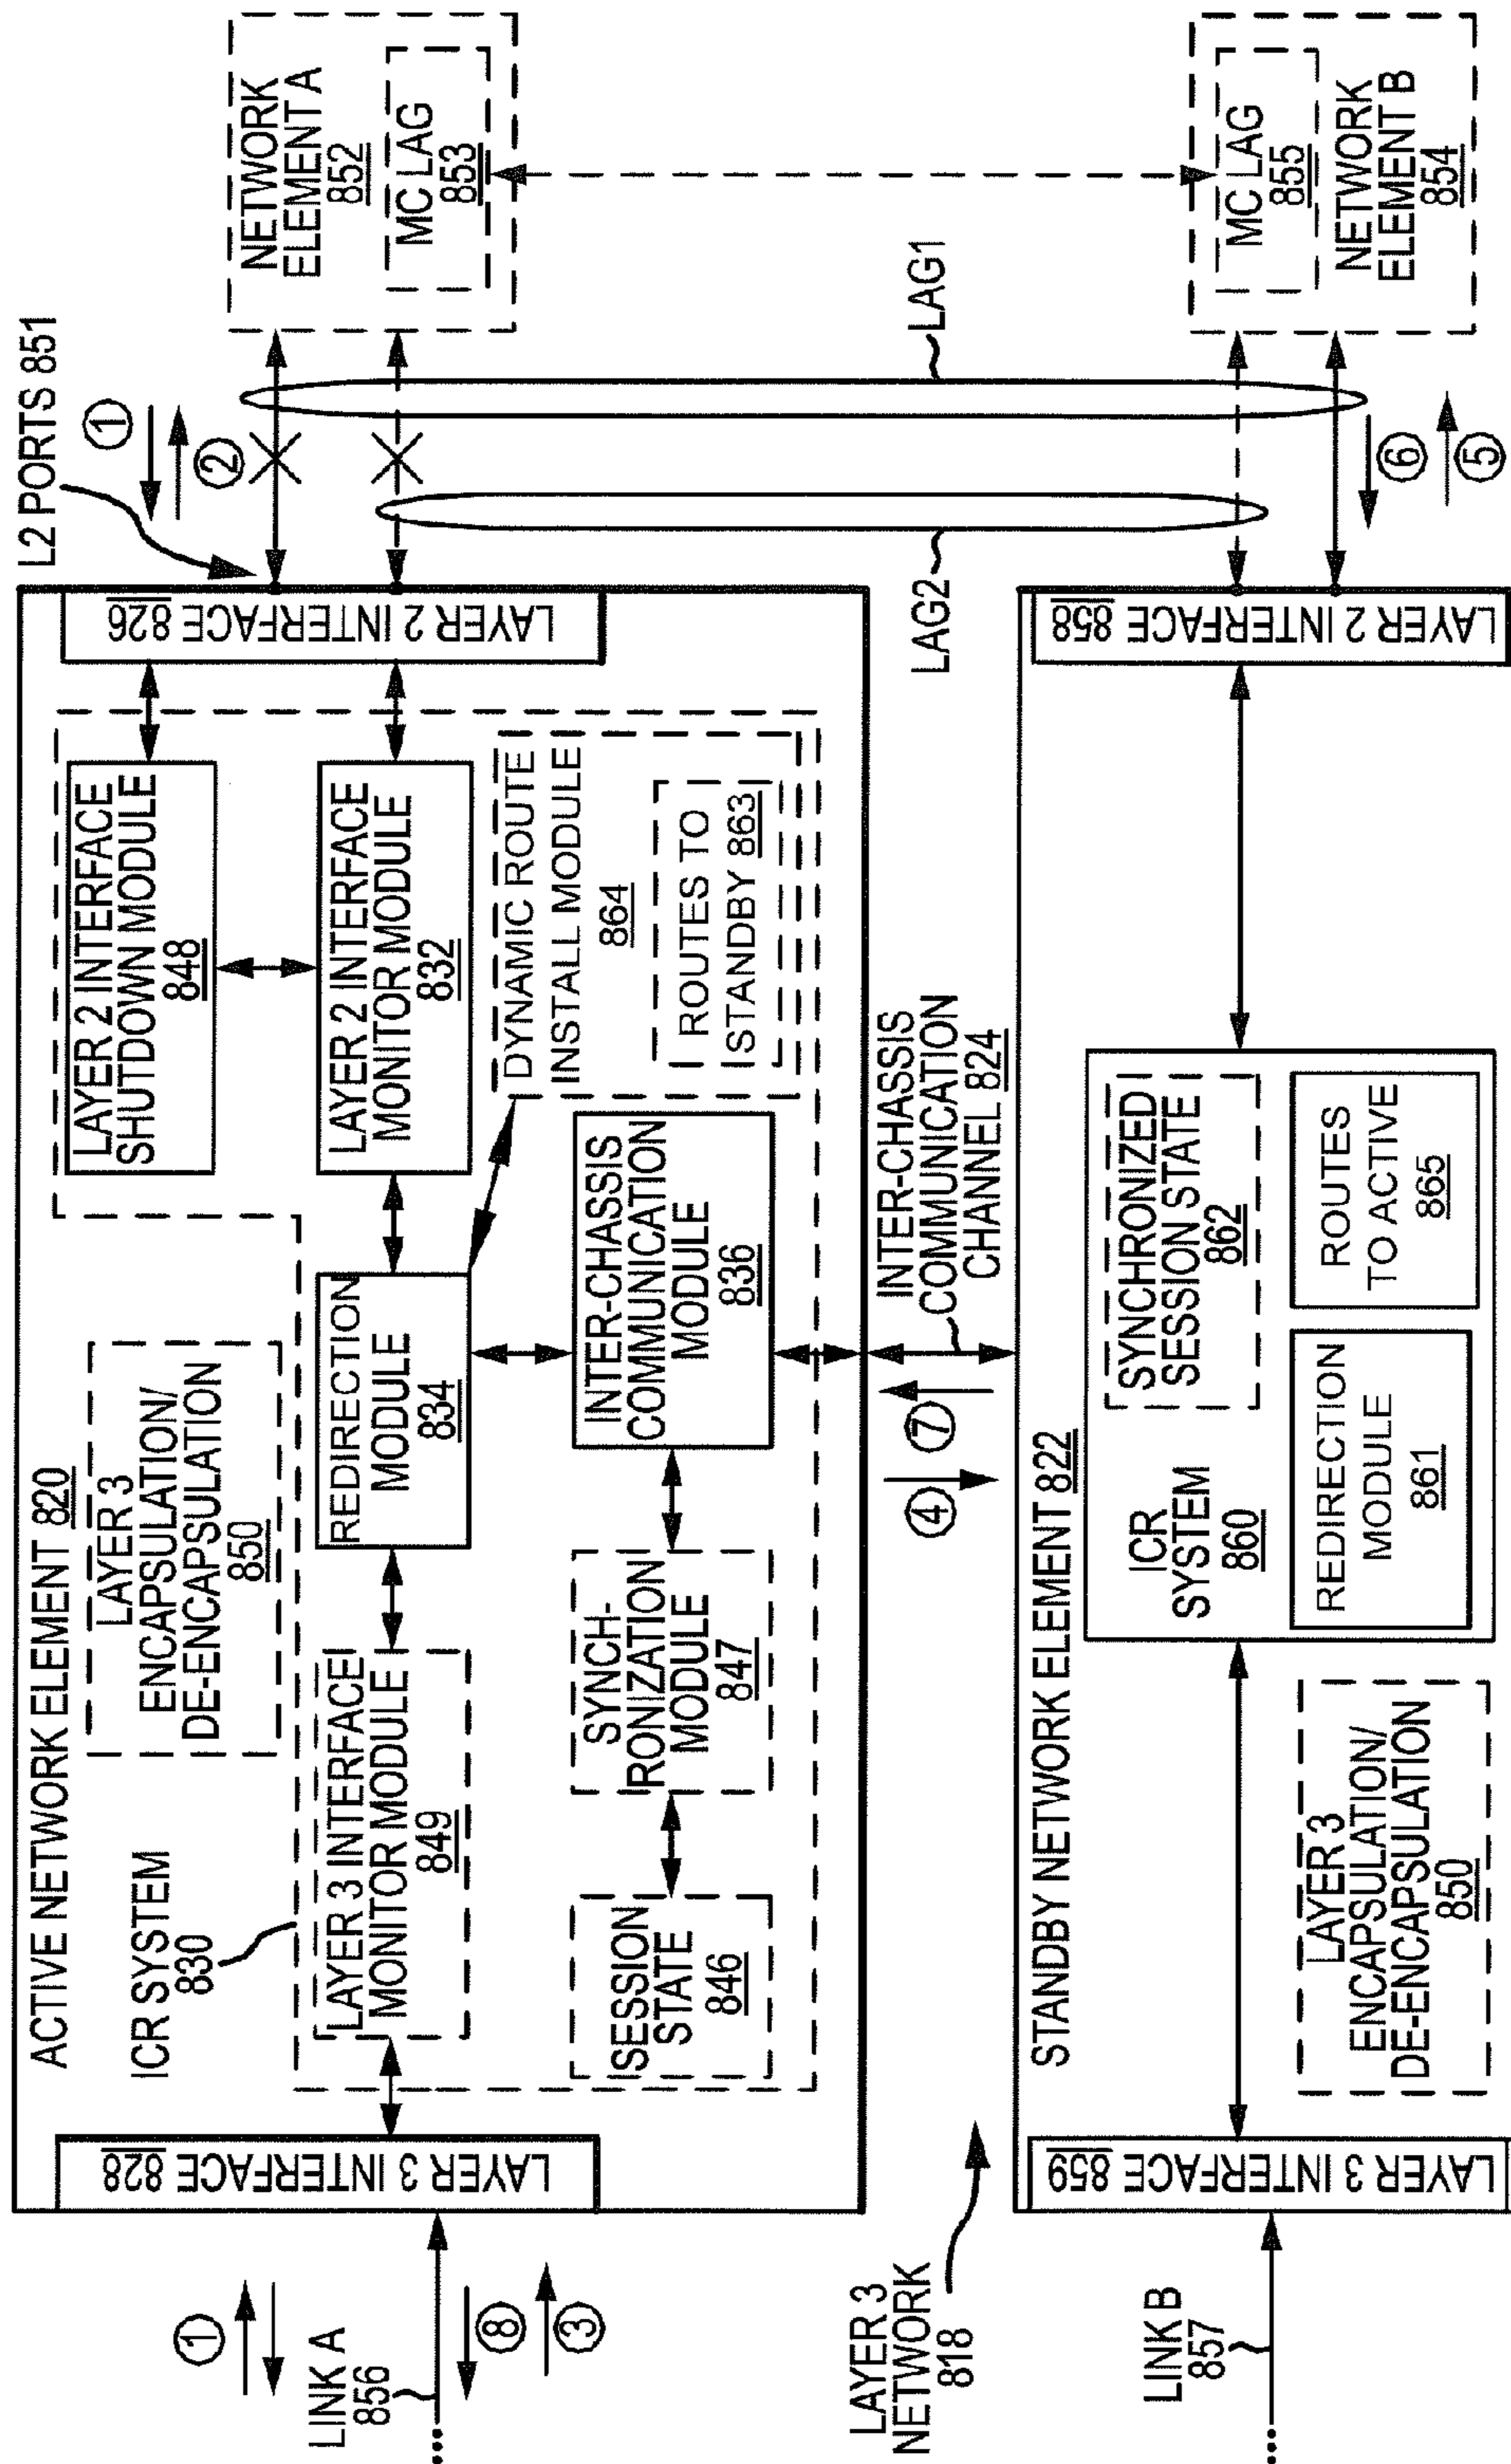 ACTIVE NETWORK ELEMENT 820
ICR SYSTEM
830
LAYER 3
ENCAPSULATION/
DE-ENCAPSULATION
850
LAYER 2 INTERFACE
SHUTDOWN MODULE
848
LAYER 3 INTERFACE 828
LAYER 3 INTERFACE
MONITOR MODULE
849
REDIRECTION
MODULE
834
LAYER 2 INTERFACE
MONITOR MODULE
832
LAYER 2 INTERFACE 826
DYNAMIC ROUTE
INSTALL MODULE
864
ROUTES TO
STANDBY 863
SESSION
STATE
846
SYNCH-
RONIZATION
MODULE
847
INTER-CHASSIS
COMMUNICATION
MODULE
836
1
LINK A
856
8
3
L2 PORTS 851
1
2
NETWORK
ELEMENT A
852
MC LAG
853
LAG1
LAG2
LAYER 3
NETWORK
818
4
7
INTER-CHASSIS
COMMUNICATION
CHANNEL 824
STANDBY NETWORK ELEMENT 822
LINK B
857
LAYER 3 INTERFACE 859
LAYER 3
ENCAPSULATION/
DE-ENCAPSULATION
850
ICR
SYSTEM
860
SYNCHRONIZED
SESSION STATE
862
REDIRECTION
MODULE
861
ROUTES
TO ACTIVE
865
LAYER 2 INTERFACE 858
6
5
MC LAG
855
NETWORK
ELEMENT B
854